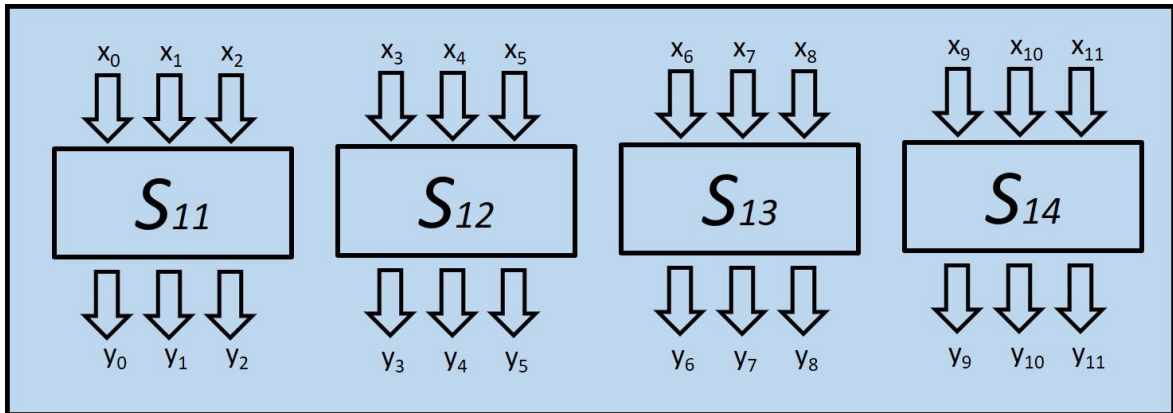 x₀ x₁ x₂ x₃ x₄ x₅ x₆ x₇ x₈ x₉ x₁₀ x₁₁
S₁₁ S₁₂ S₁₃ S₁₄
y₀ y₁ y₂ y₃ y₄ y₅ y₆ y₇ y₈ y₉ y₁₀ y₁₁